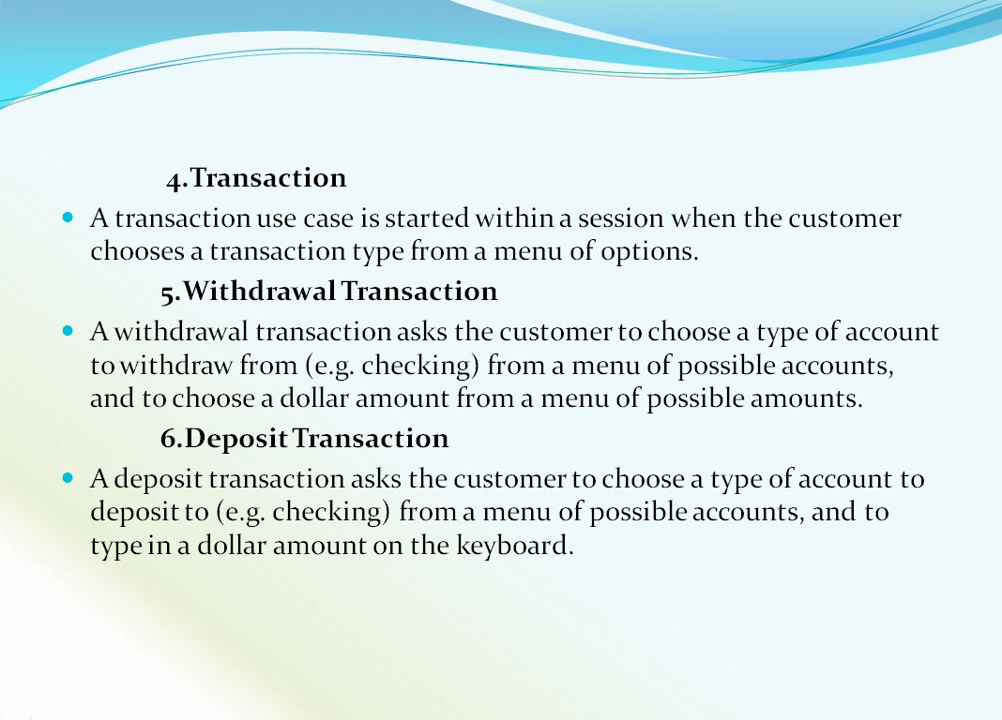 4.Transaction
A transaction use case is started within a session when the customer
chooses a transaction type from a menu of options.
5.Withdrawal Transaction
A withdrawal transaction asks the customer to choose a type of account
to withdraw from (e.g. checking) from a menu of possible accounts,
and to choose a dollar amount from a menu of possible amounts.
6.Deposit Transaction
A deposit transaction asks the customer to choose a type of account to
deposit to (e.g. checking) from a menu of possible accounts, and to
type in a dollar amount on the keyboard.